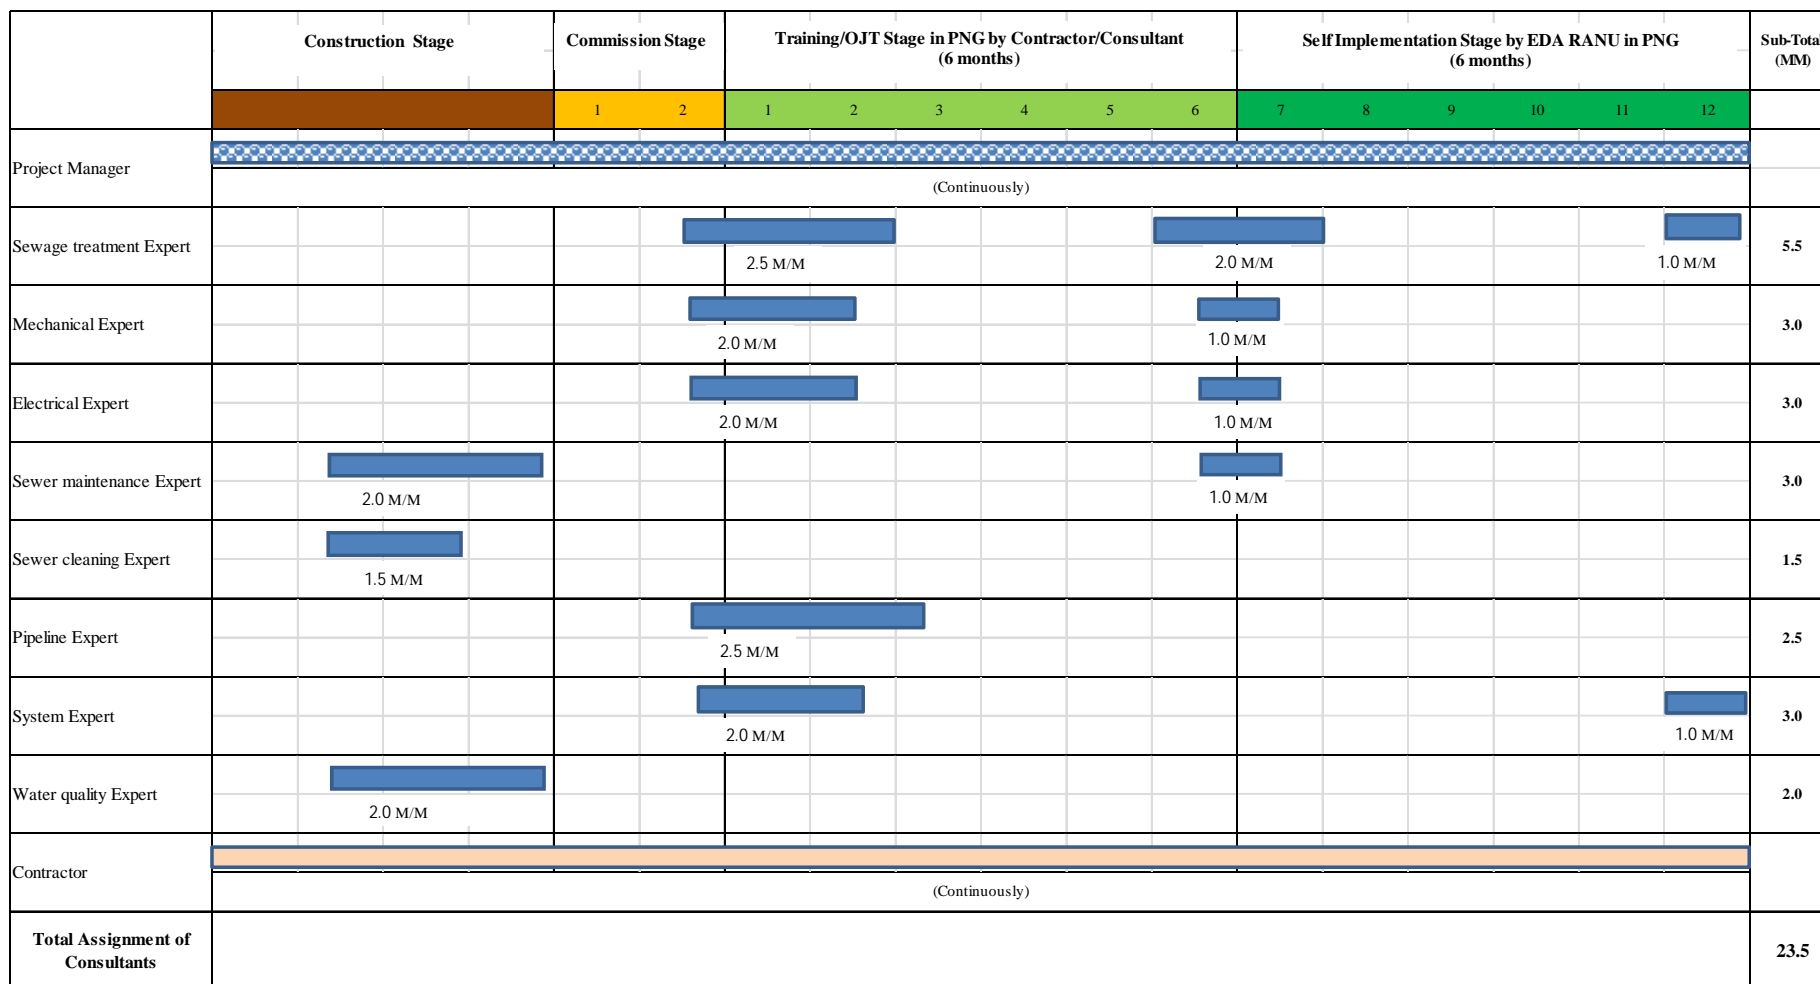 Construction Stage
Commission Stage
Training/OJT Stage in PNG by Contractor/Consultant
(6 months)
Self Implementation Stage by EDA RANU in PNG
(6 months)
Sub-Total
(MM)
1 2 1 2 3 4 5 6 7 8 9 10 11 12
Project Manager
(Continuously)
Sewage treatment Expert
2.5 M/M
2.0 M/M
1.0 M/M
5.5
Mechanical Expert
2.0 M/M
1.0 M/M
3.0
Electrical Expert
2.0 M/M
1.0 M/M
3.0
Sewer maintenance Expert
2.0 M/M
1.0 M/M
3.0
Sewer cleaning Expert
1.5 M/M
1.5
Pipeline Expert
2.5 M/M
2.5
System Expert
2.0 M/M
1.0 M/M
3.0
Water quality Expert
2.0 M/M
2.0
Contractor
(Continuously)
Total Assignment of
Consultants
23.5